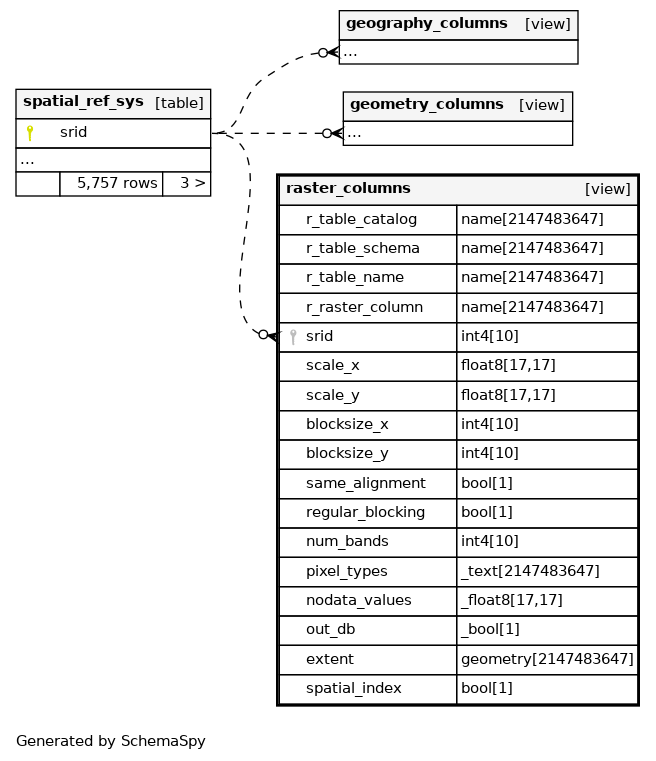 geography_columns [view]
...
spatial_ref_sys [table]
srid
...
5,757 rows 3 >
geometry_columns [view]
...
raster_columns [view]
r_table_catalog name[2147483647]
r_table_schema name[2147483647]
r_table_name name[2147483647]
r_raster_column name[2147483647]
srid int4[10]
scale_x float8[17,17]
scale_y float8[17,17]
blocksize_x int4[10]
blocksize_y int4[10]
same_alignment bool[1]
regular_blocking bool[1]
num_bands int4[10]
pixel_types _text[2147483647]
nodata_values _float8[17,17]
out_db _bool[1]
extent geometry[2147483647]
spatial_index bool[1]
Generated by SchemaSpy